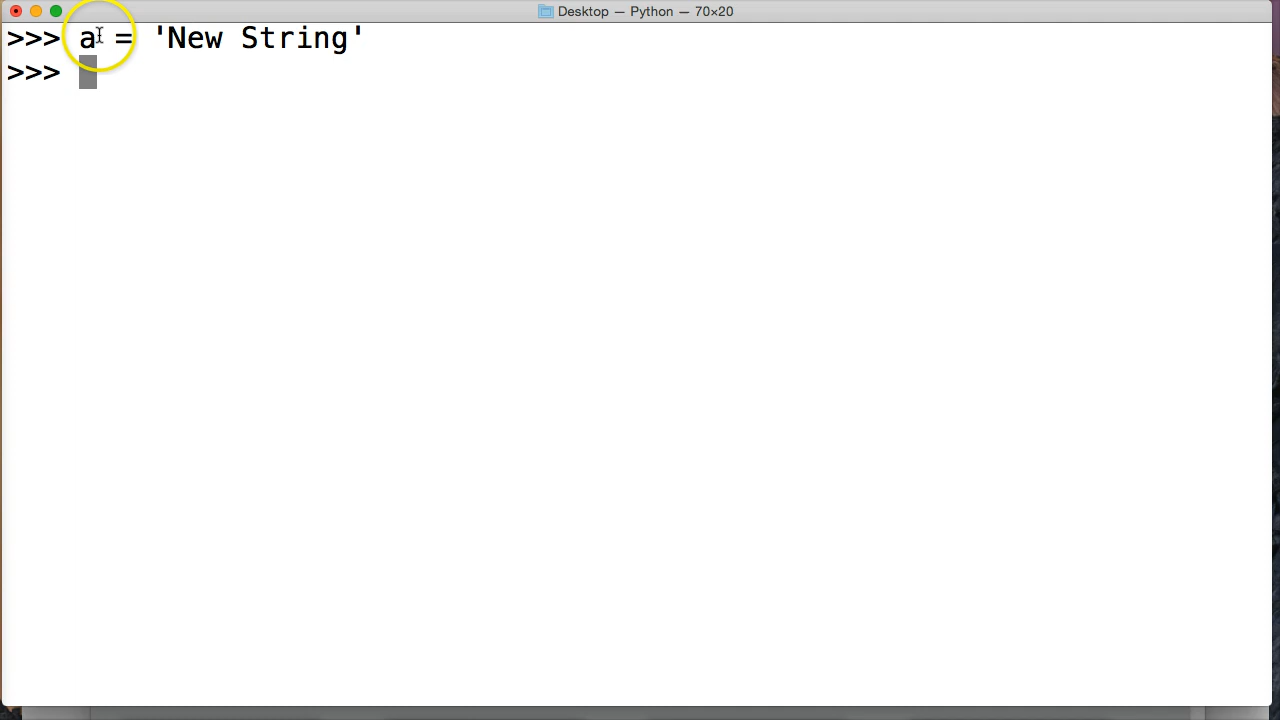 Desktop — Python — 70×20
>>> a = 'New String'
>>>